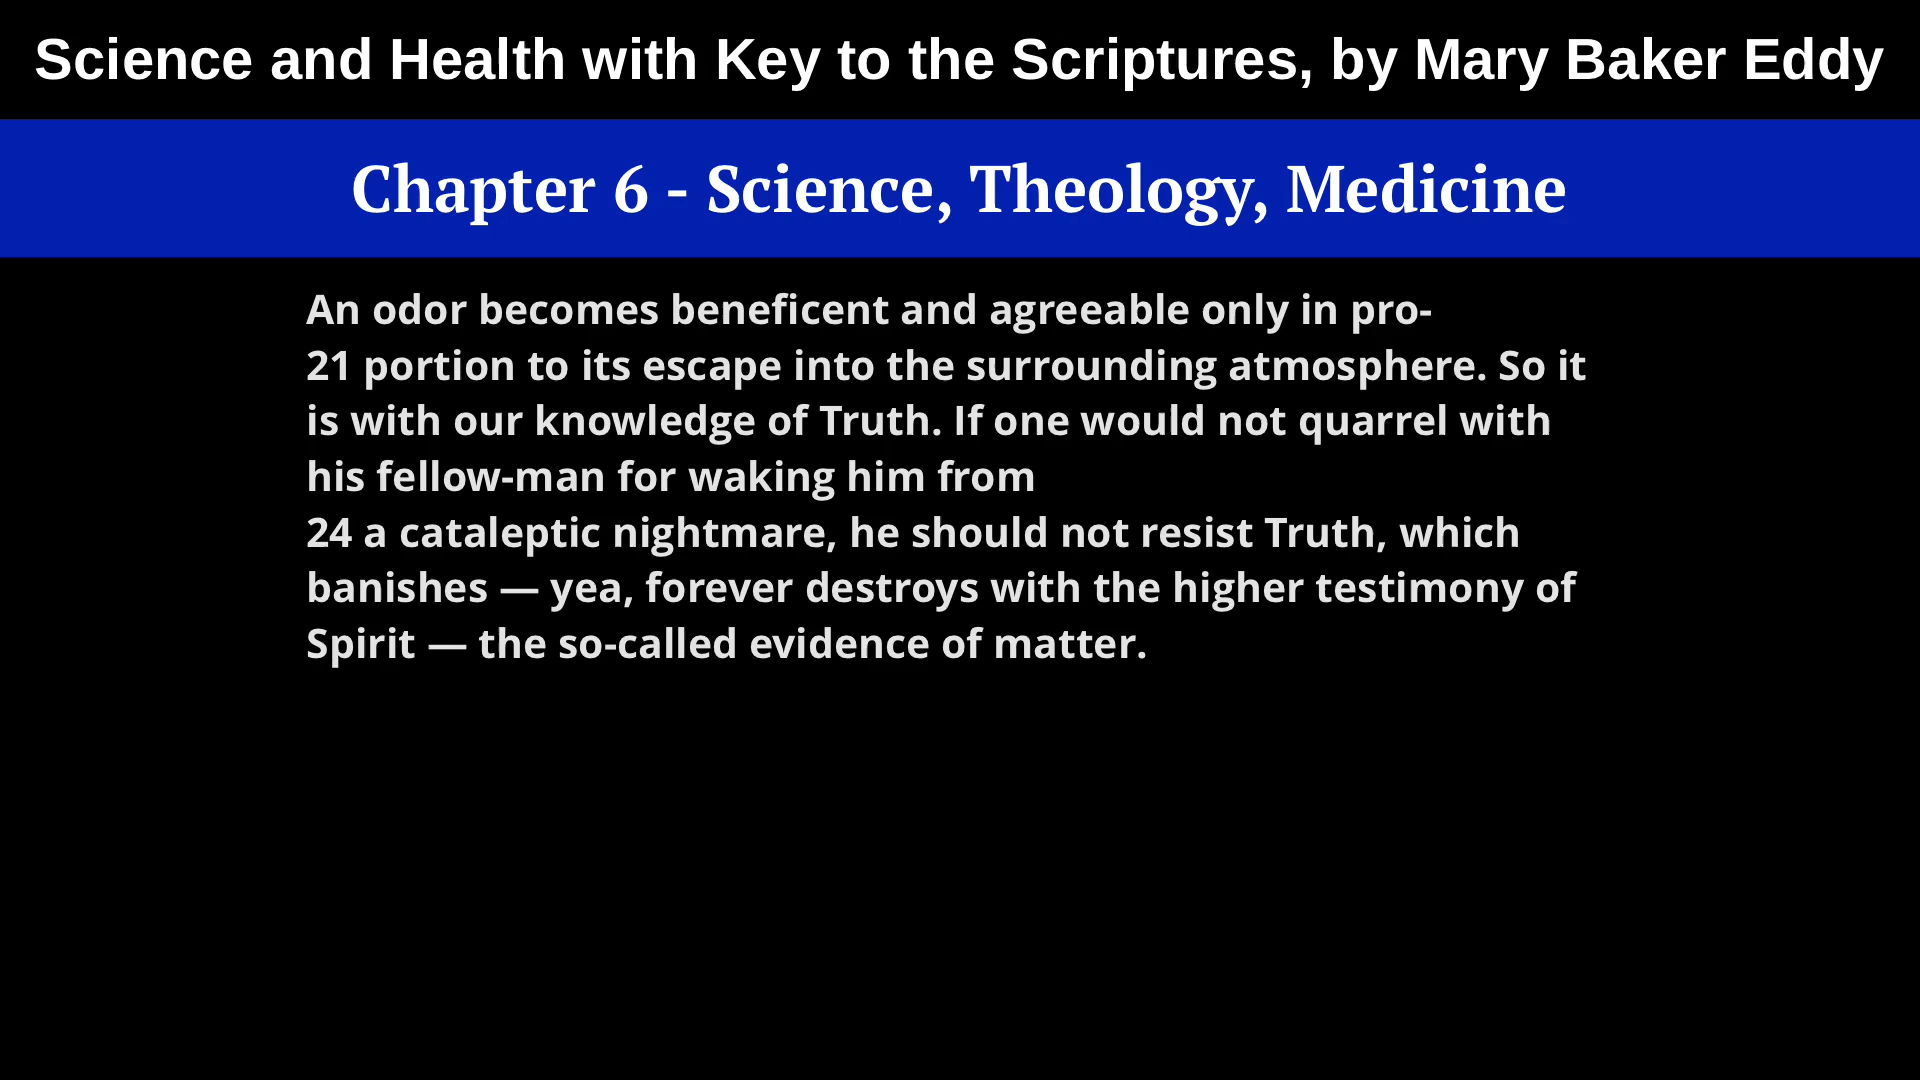 Science and Health with Key to the Scriptures, by Mary Baker Eddy
Chapter 6 - Science, Theology, Medicine
An odor becomes beneficent and agreeable only in pro-
21 portion to its escape into the surrounding atmosphere. So it
is with our knowledge of Truth. If one would not quarrel with
his fellow-man for waking him from
24 a cataleptic nightmare, he should not resist Truth, which
banishes — yea, forever destroys with the higher testimony of
Spirit — the so-called evidence of matter.